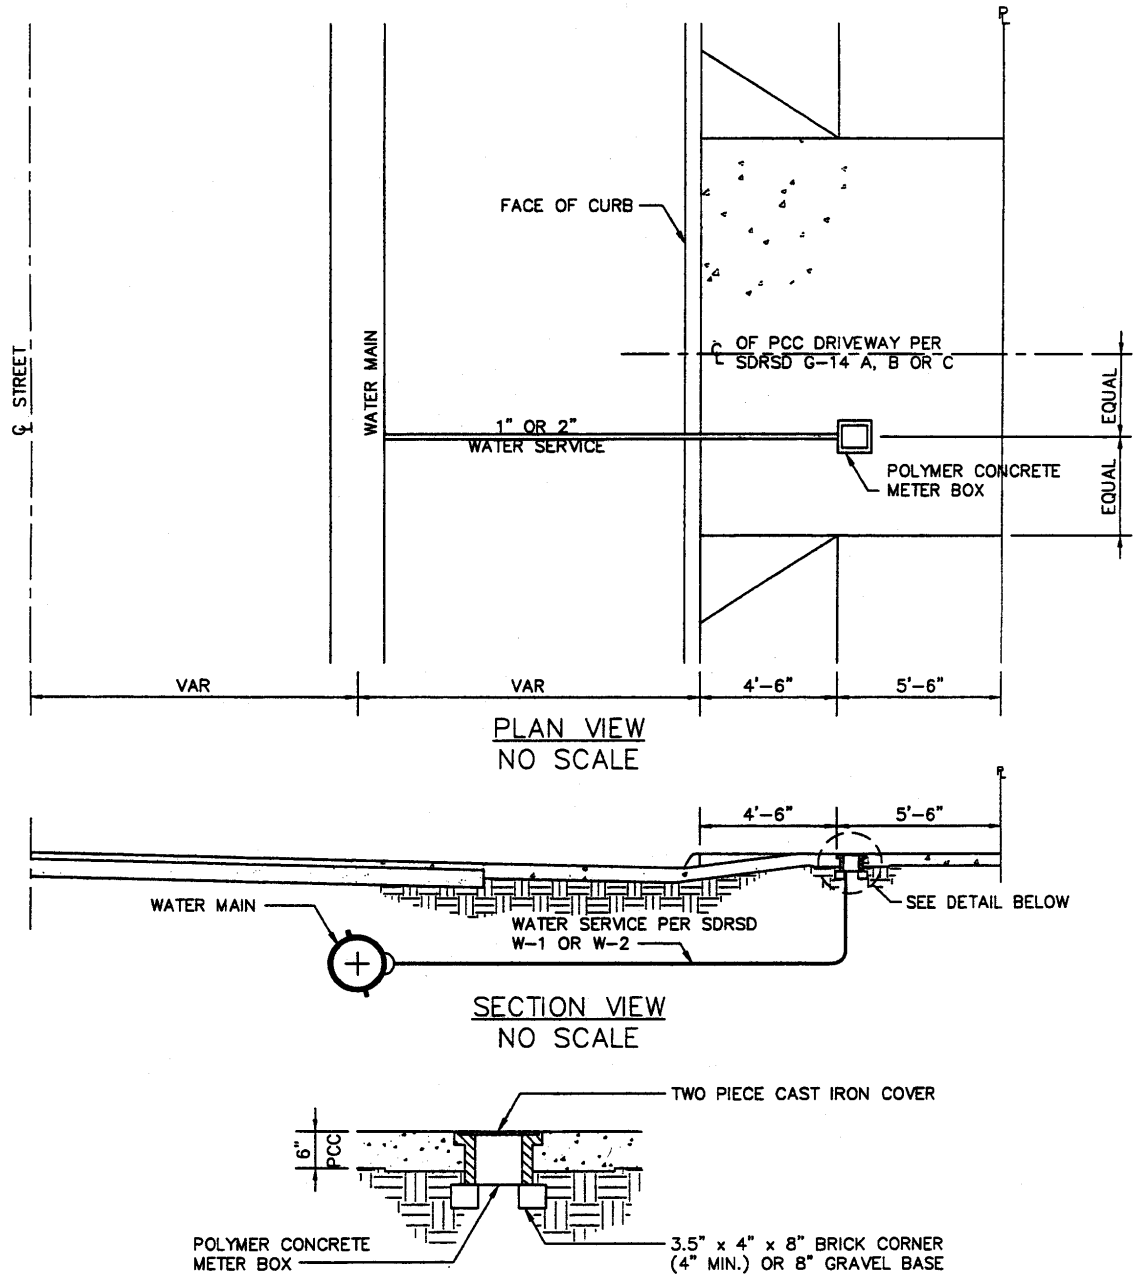 PL
FACE OF CURB
CL STREET
WATER MAIN
CL OF PCC DRIVEWAY PER
SDRSD G-14 A, B OR C
EQUAL
1" OR 2"
WATER SERVICE
POLYMER CONCRETE
METER BOX
EQUAL
VAR
VAR
4'-6"
5'-6"
PLAN VIEW
NO SCALE
PL
4'-6"
5'-6"
WATER MAIN
WATER SERVICE PER SDRSD
W-1 OR W-2
SEE DETAIL BELOW
SECTION VIEW
NO SCALE
TWO PIECE CAST IRON COVER
6"
PCC
POLYMER CONCRETE
METER BOX
3.5" x 4" x 8" BRICK CORNER
(4" MIN.) OR 8" GRAVEL BASE